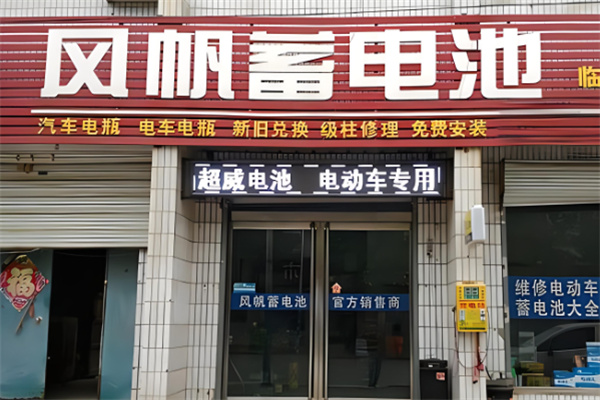 风帆蓄电池
临
汽车电瓶 电车电瓶 新旧兑换 级柱修理 免费安装
超威电池 电动车专用
福
风帆蓄电池 官方销售商
维修电动车
蓄电池大全